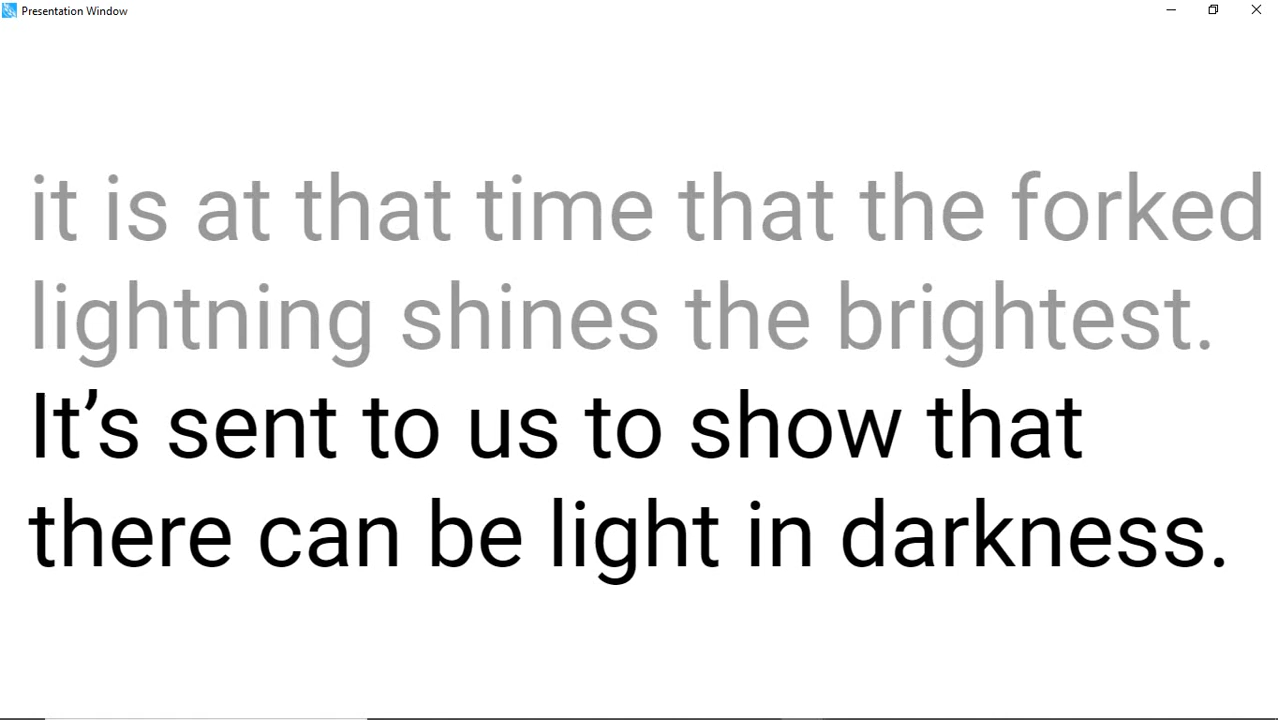 Presentation Window
it is at that time that the forked
lightning shines the brightest.
It’s sent to us to show that
there can be light in darkness.